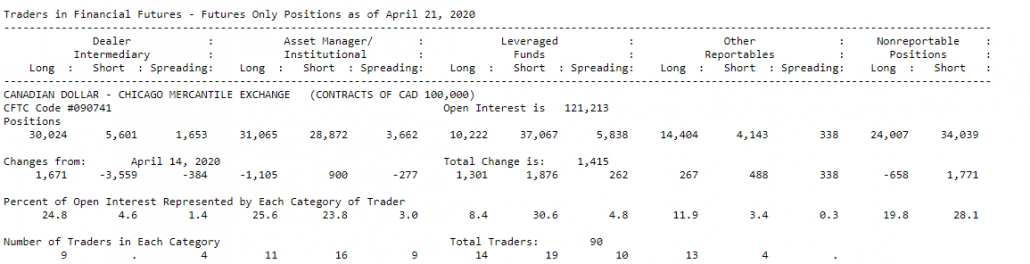 Traders in Financial Futures - Futures Only Positions as of April 21, 2020
-----------------------------------------------------------------------------------------------------------------------------------------------------------
Dealer : Asset Manager/ : Leveraged : Other : Nonreportable :
Intermediary : Institutional : Funds : Reportables : Positions :
Long : Short : Spreading: Long : Short : Spreading: Long : Short : Spreading: Long : Short : Spreading: Long : Short :
-----------------------------------------------------------------------------------------------------------------------------------------------------------
CANADIAN DOLLAR - CHICAGO MERCANTILE EXCHANGE (CONTRACTS OF CAD 100,000)
CFTC Code #090741 Open Interest is 121,213
Positions
30,024 5,601 1,653 31,065 28,872 3,662 10,222 37,067 5,838 14,404 4,143 338 24,007 34,039
Changes from: April 14, 2020 Total Change is: 1,415
1,671 -3,559 -384 -1,105 900 -277 1,301 1,876 262 267 488 338 -658 1,771
Percent of Open Interest Represented by Each Category of Trader
24.8 4.6 1.4 25.6 23.8 3.0 8.4 30.6 4.8 11.9 3.4 0.3 19.8 28.1
Number of Traders in Each Category Total Traders: 90
9 . 4 11 16 9 14 19 10 13 4 .